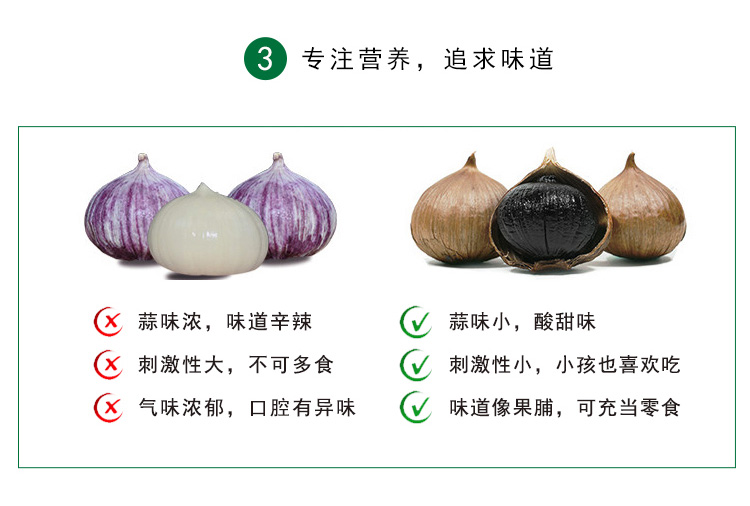 3 专注营养，追求味道
蒜味浓，味道辛辣
刺激性大，不可多食
气味浓郁，口腔有异味
蒜味小，酸甜味
刺激性小，小孩也喜欢吃
味道像果脯，可充当零食